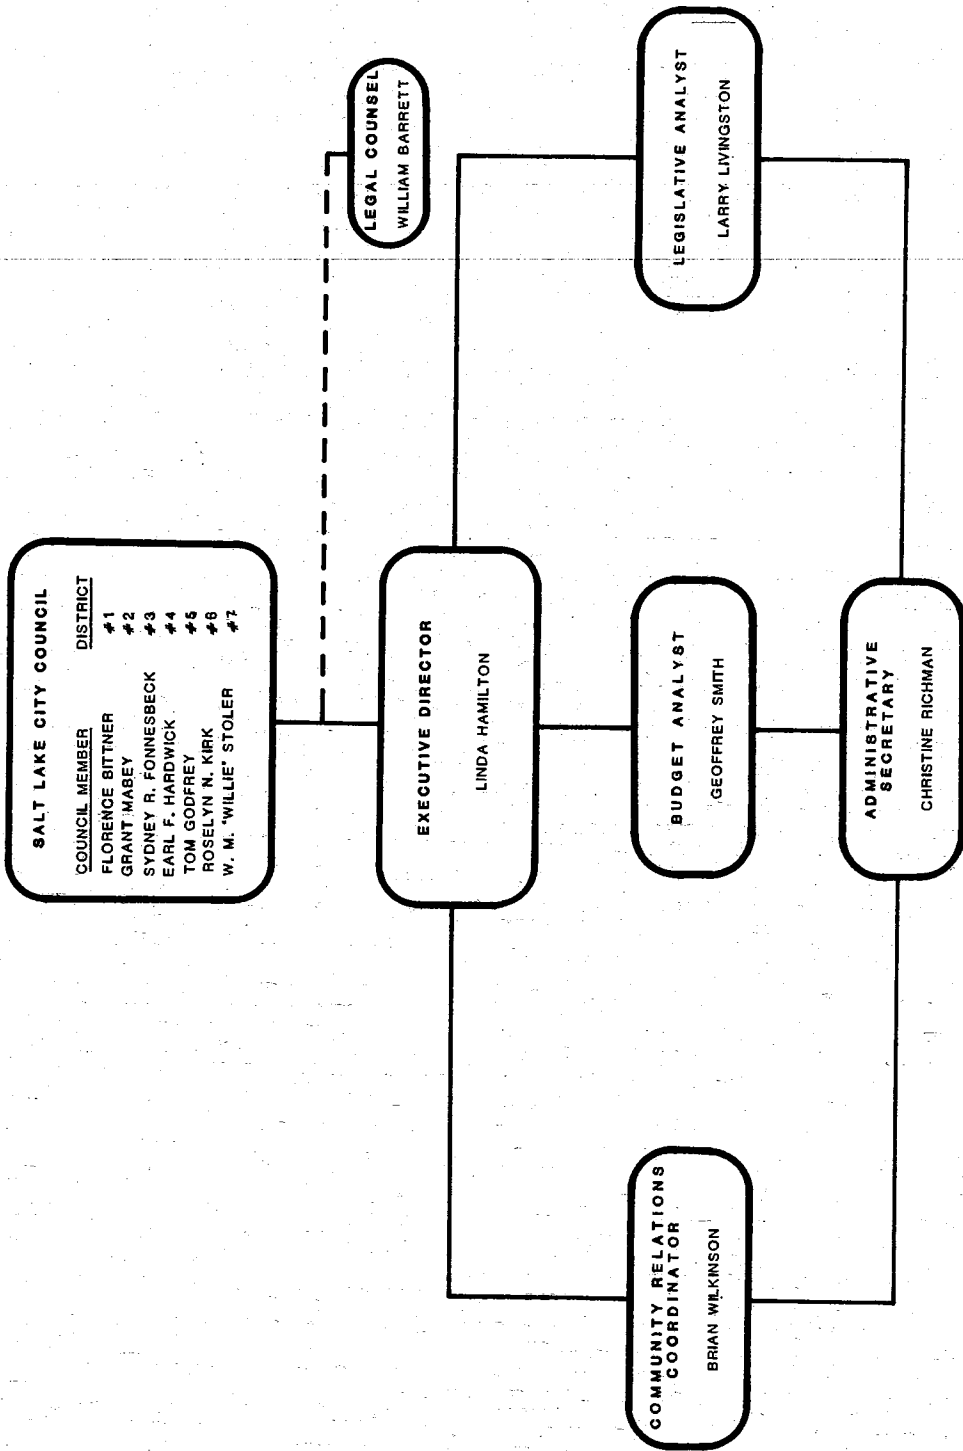 SALT LAKE CITY COUNCIL
COUNCIL MEMBER DISTRICT
FLORENCE BITTNER #1
GRANT MABEY #2
SYDNEY R. FONNESBECK #3
EARL F. HARDWICK #4
TOM GODFREY #5
ROSELYN N. KIRK #6
W. M. "WILLIE" STOLER #7
LEGAL COUNSEL
WILLIAM BARRETT
EXECUTIVE DIRECTOR
LINDA HAMILTON
COMMUNITY RELATIONS
COORDINATOR
BRIAN WILKINSON
BUDGET ANALYST
GEOFFREY SMITH
LEGISLATIVE ANALYST
LARRY LIVINGSTON
ADMINISTRATIVE
SECRETARY
CHRISTINE RICHMAN